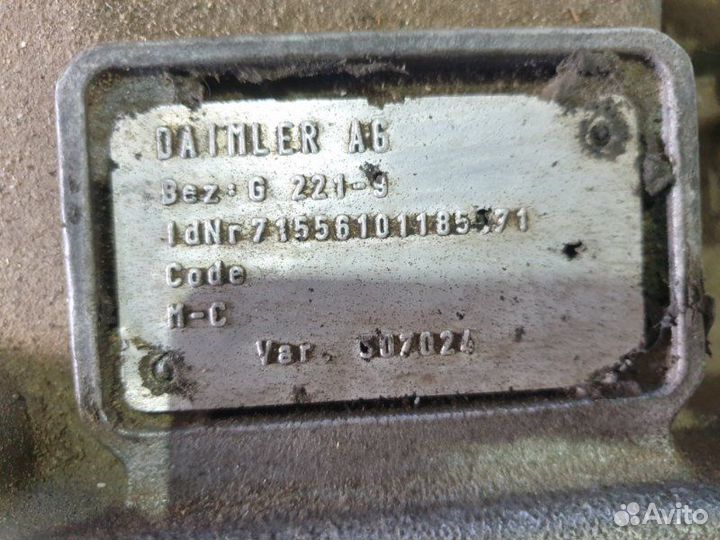 DAIMLER AG
Bez: G 221-9
IdNr
Code
M-C
Var. 507024
Avito